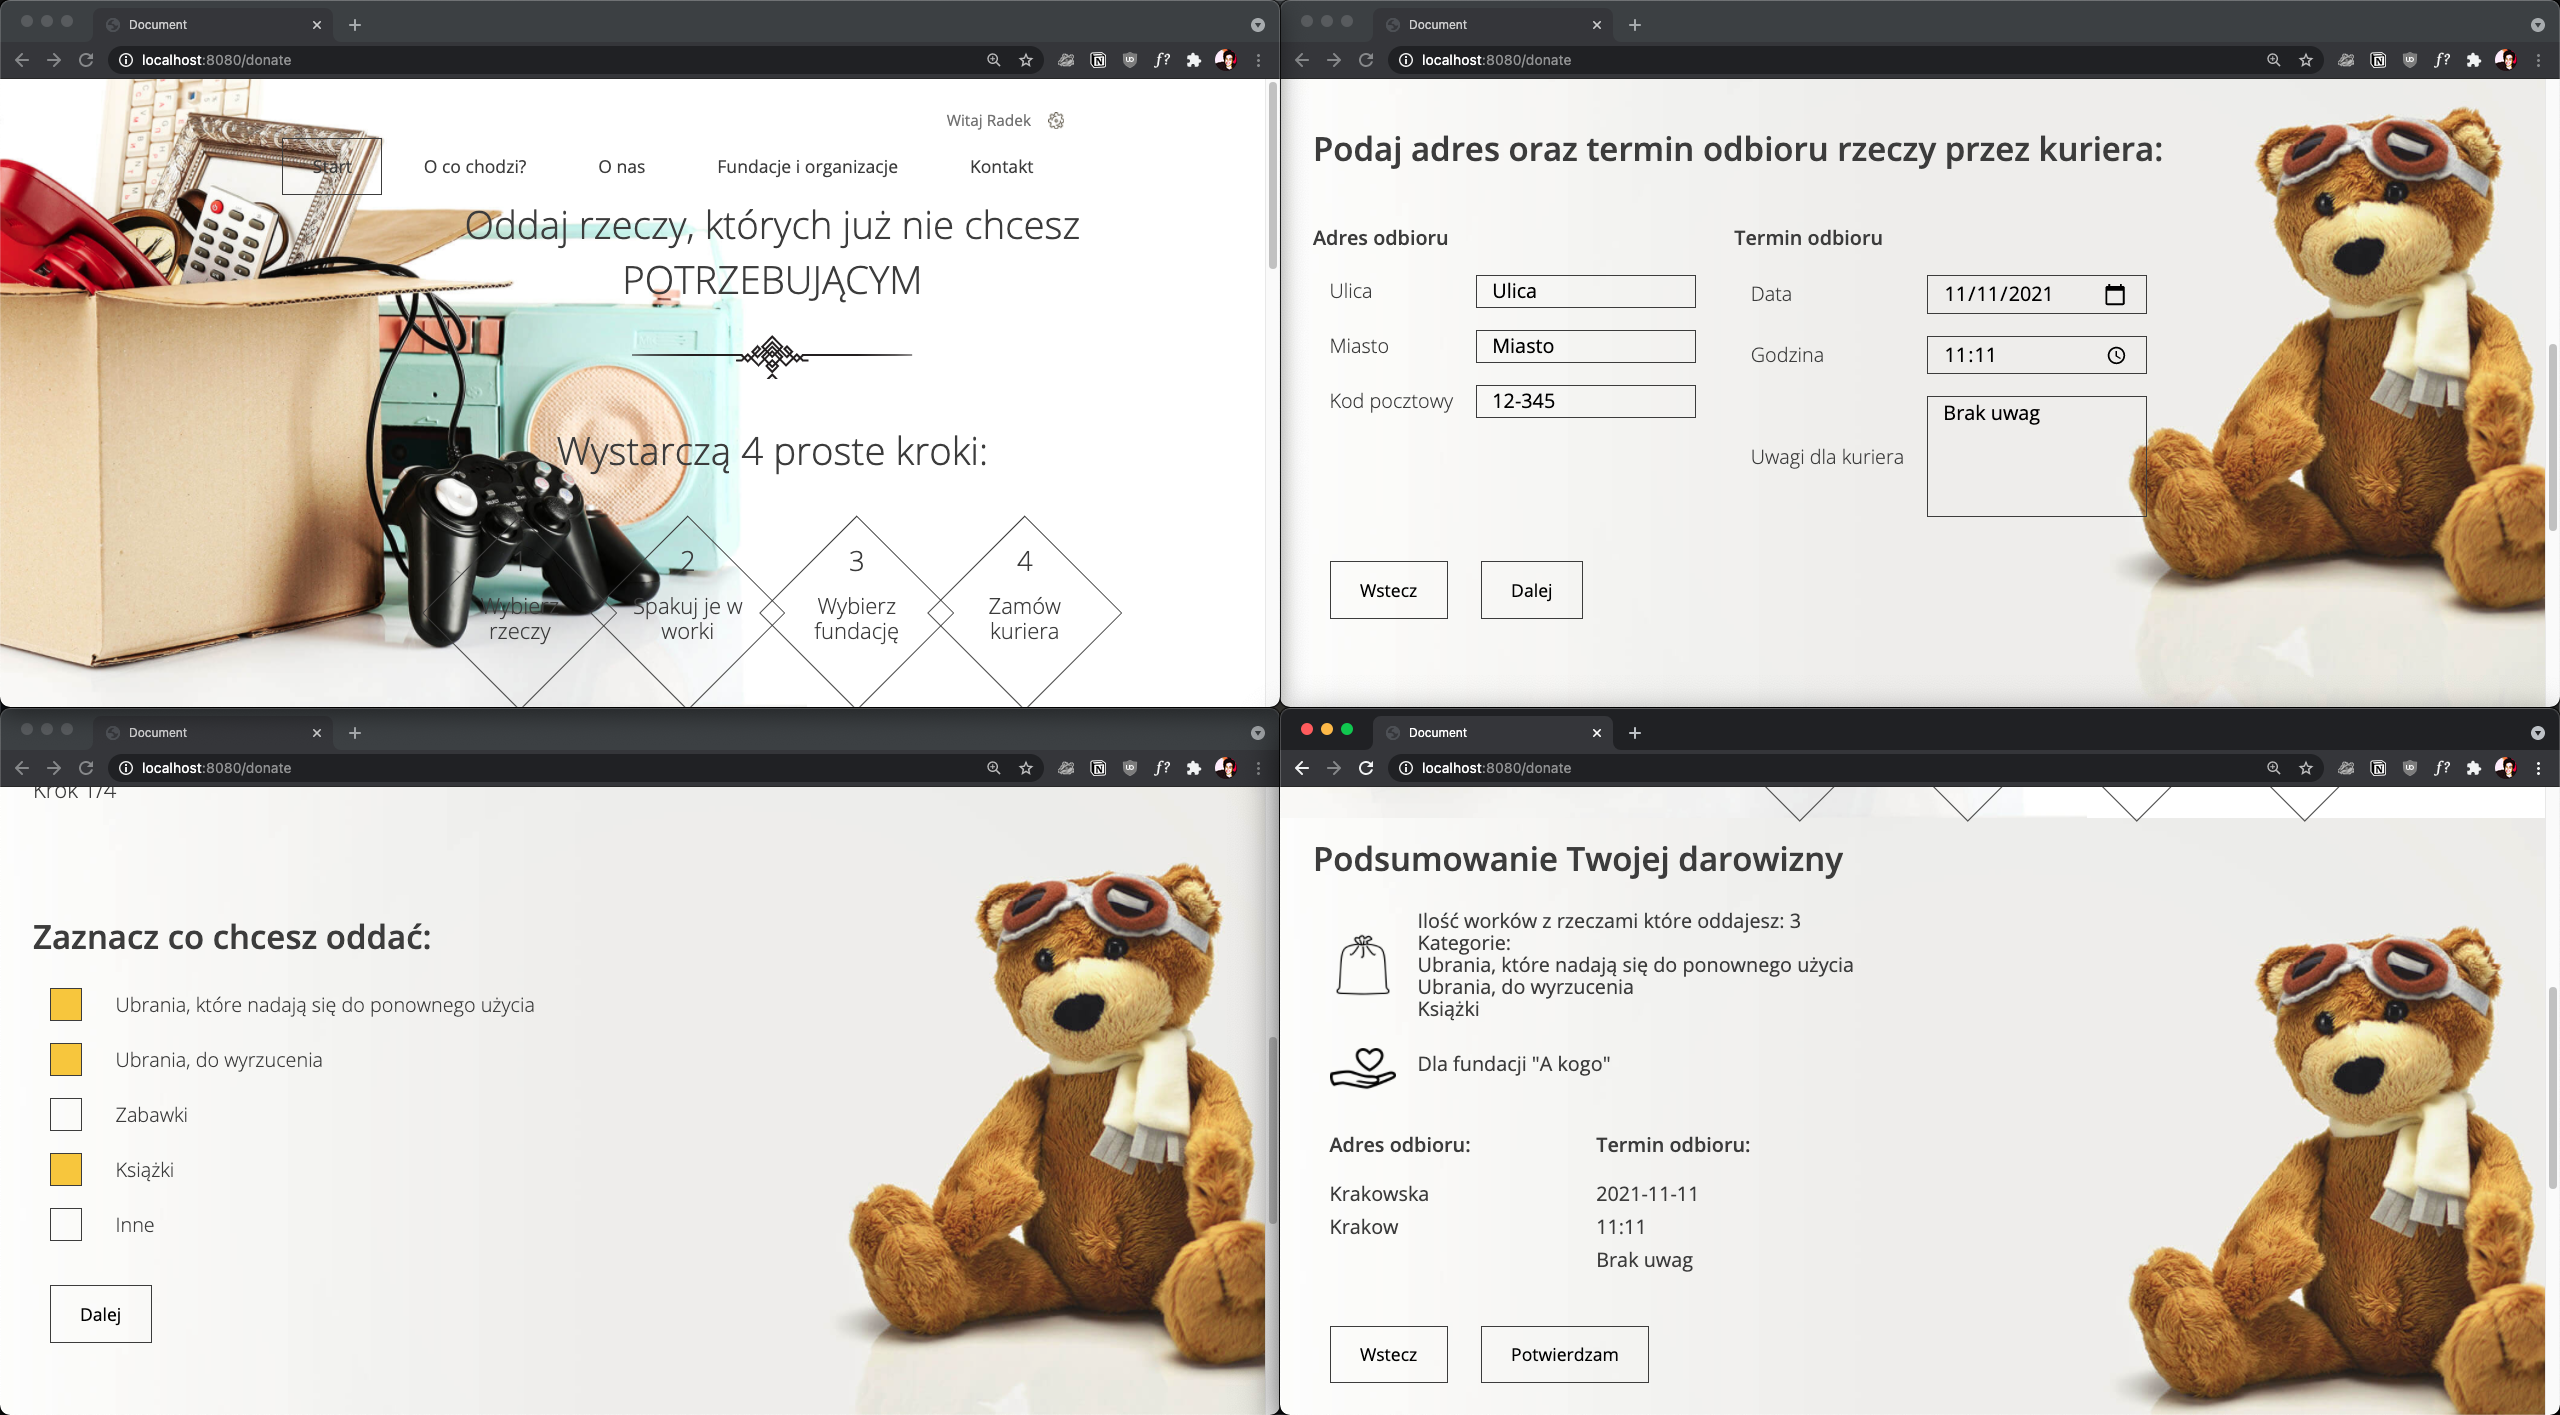 Document
localhost:8080/donate
Witaj Radek
Start
O co chodzi?
O nas
Fundacje i organizacje
Kontakt
Oddaj rzeczy, których już nie chcesz
POTRZEBUJĄCYM
Wystarczą 4 proste kroki:
1
Wybierz
rzeczy
2
Spakuj je w
worki
3
Wybierz
fundację
4
Zamów
kuriera
Document
localhost:8080/donate
Podaj adres oraz termin odbioru rzeczy przez kuriera:
Adres odbioru
Ulica
Ulica
Miasto
Miasto
Kod pocztowy
12-345
Termin odbioru
Data
11/11/2021
Godzina
11:11
Uwagi dla kuriera
Brak uwag
Wstecz
Dalej
Document
localhost:8080/donate
Krok 1/4
Zaznacz co chcesz oddać:
Ubrania, które nadają się do ponownego użycia
Ubrania, do wyrzucenia
Zabawki
Książki
Inne
Dalej
Document
localhost:8080/donate
Podsumowanie Twojej darowizny
Ilość worków z rzeczami które oddajesz: 3
Kategorie:
Ubrania, które nadają się do ponownego użycia
Ubrania, do wyrzucenia
Książki
Dla fundacji "A kogo"
Adres odbioru:
Krakowska
Krakow
Termin odbioru:
2021-11-11
11:11
Brak uwag
Wstecz
Potwierdzam